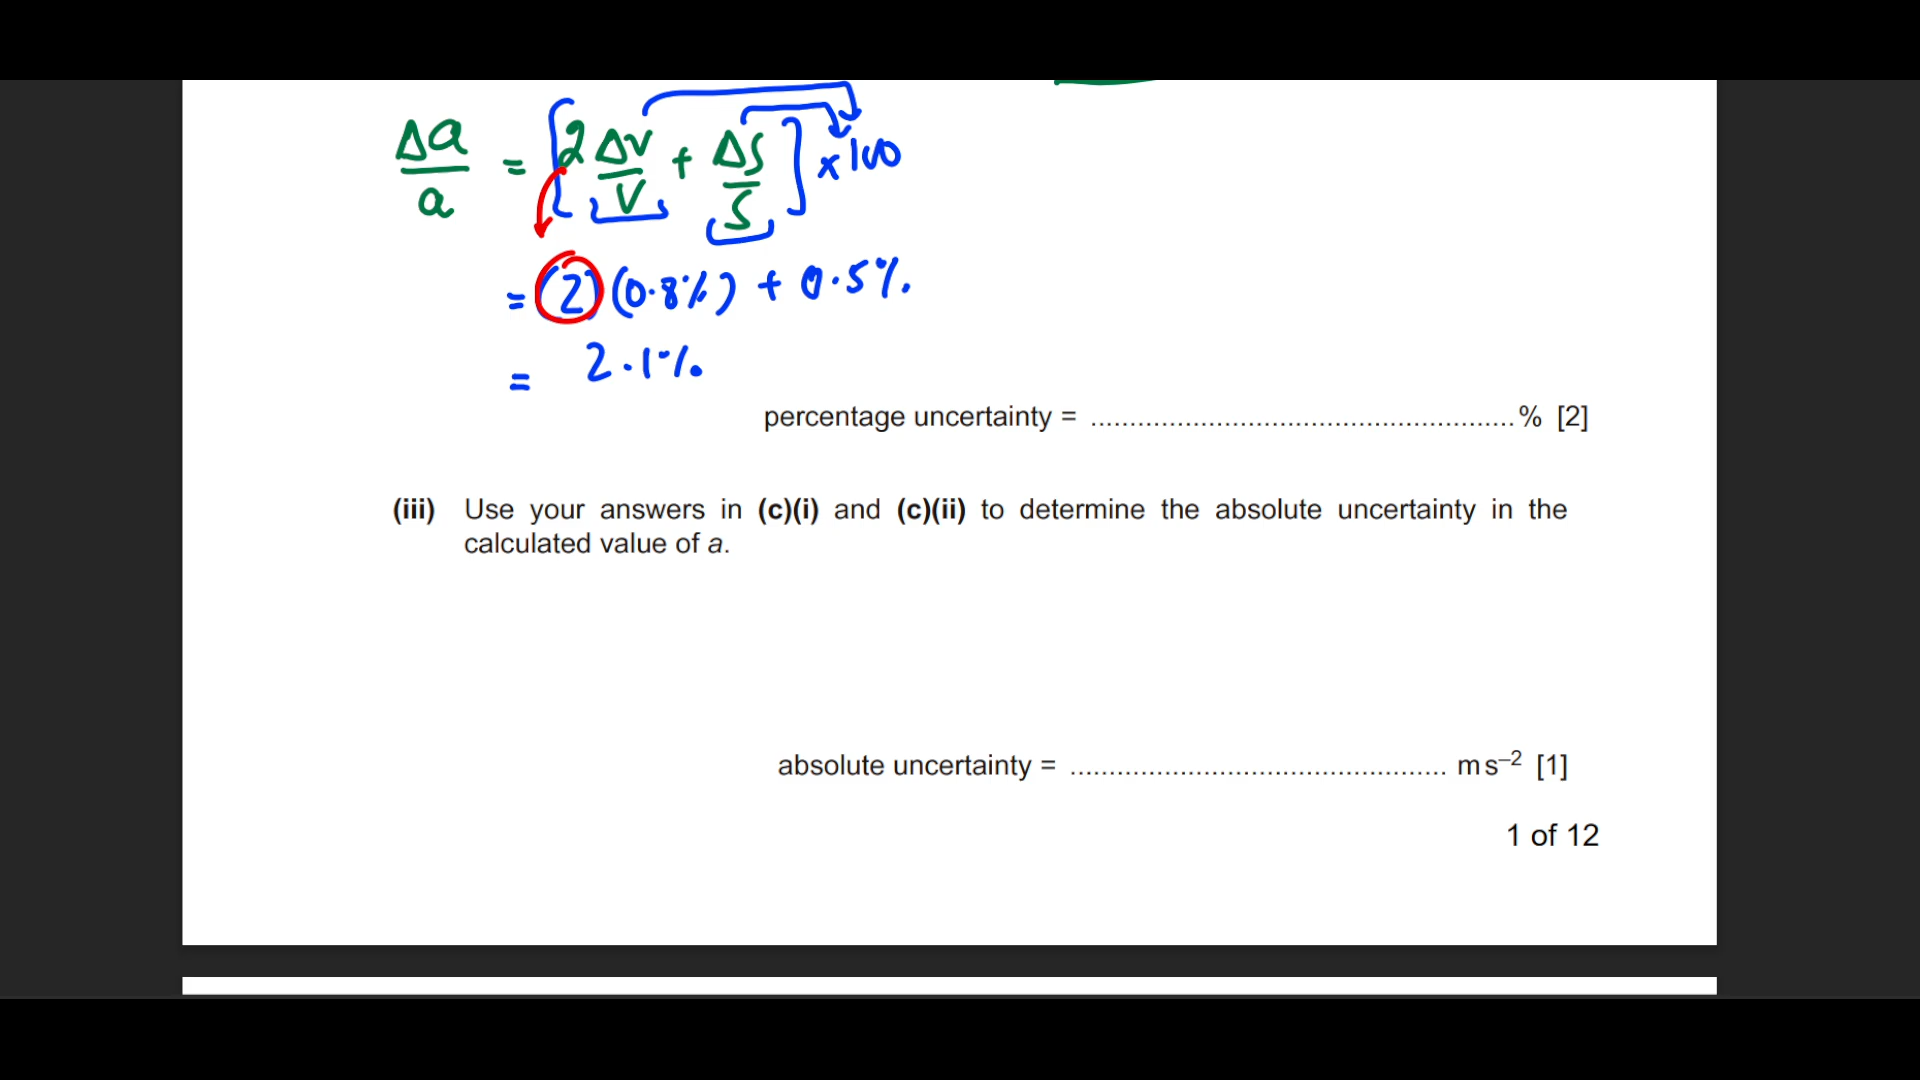 Δa/a = [2 Δv/v + Δs/s] × 100
= (2)(0.8%) + 0.5%.
= 2.1%.
percentage uncertainty = ...................................................... % [2]
(iii) Use your answers in (c)(i) and (c)(ii) to determine the absolute uncertainty in the
calculated value of a.
absolute uncertainty = ................................................ m s⁻² [1]
1 of 12